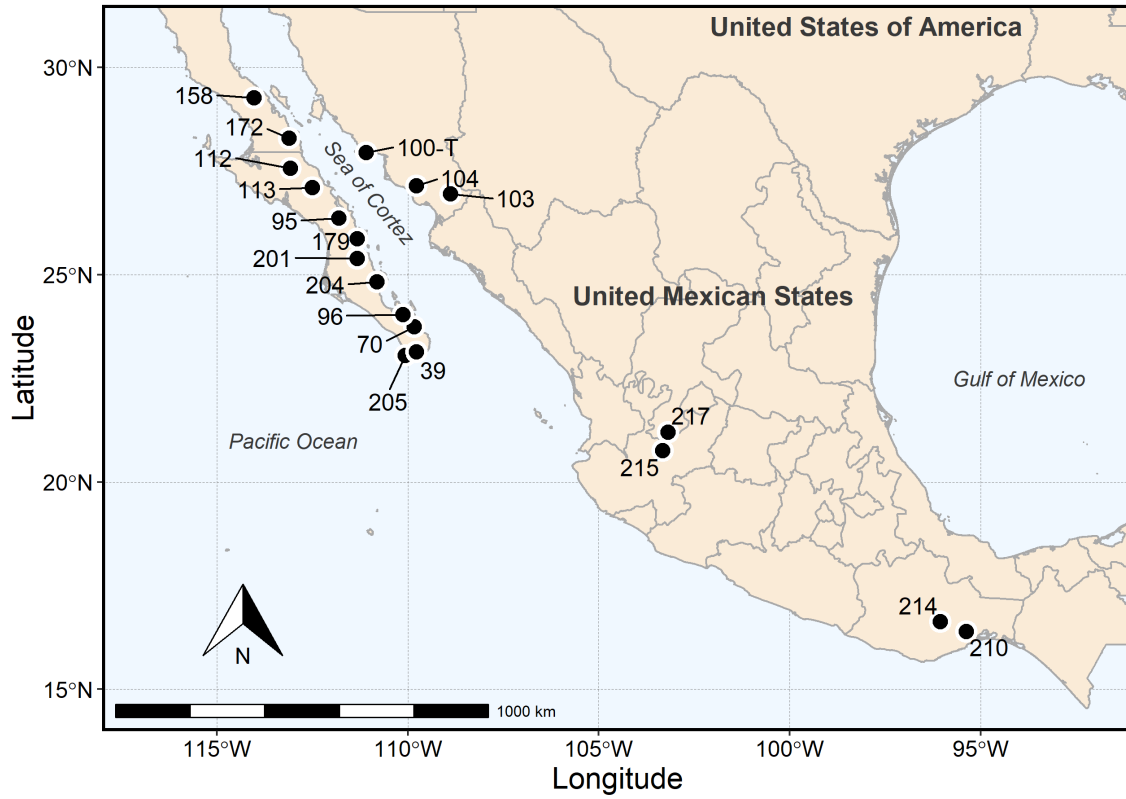 United States of America
30°N
158
172
100-T
112
Sea of Cortez
104
113
103
95
179
201
25°N
204
United Mexican States
96
70
39
Latitude
Gulf of Mexico
205
217
Pacific Ocean
215
20°N
214
N
210
15°N
1000 km
115°W
110°W
105°W
100°W
95°W
Longitude